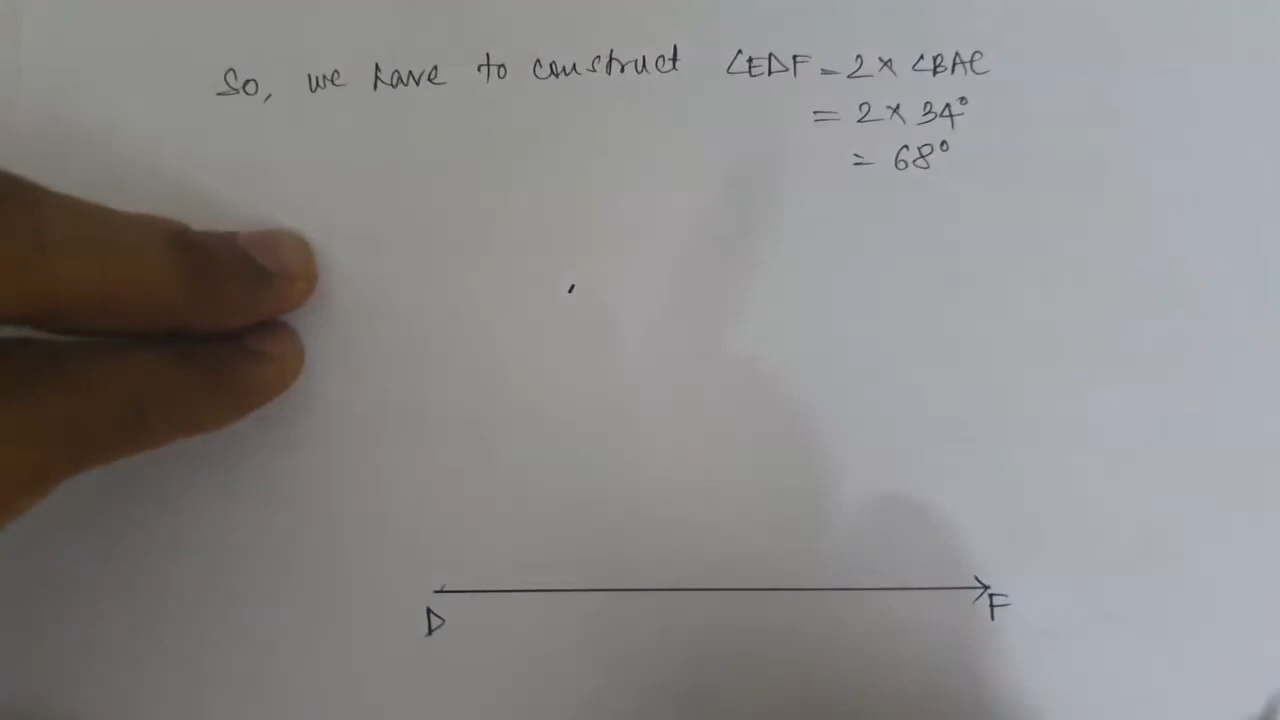 So, we have to construct ∠EDF = 2 × ∠BAC
= 2 × 34°
= 68°
D F